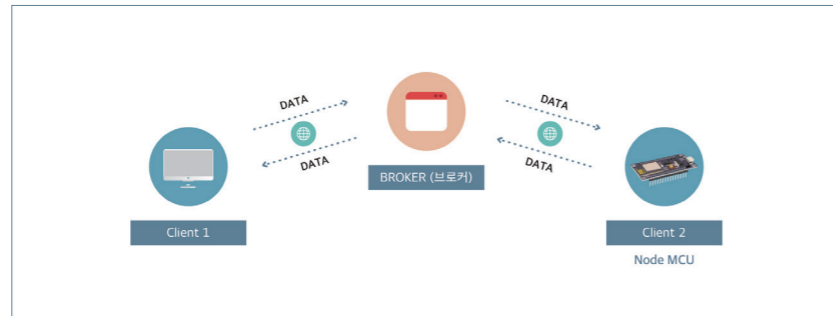 DATA
DATA
DATA
DATA
BROKER (브로커)
Client 1
Client 2
Node MCU